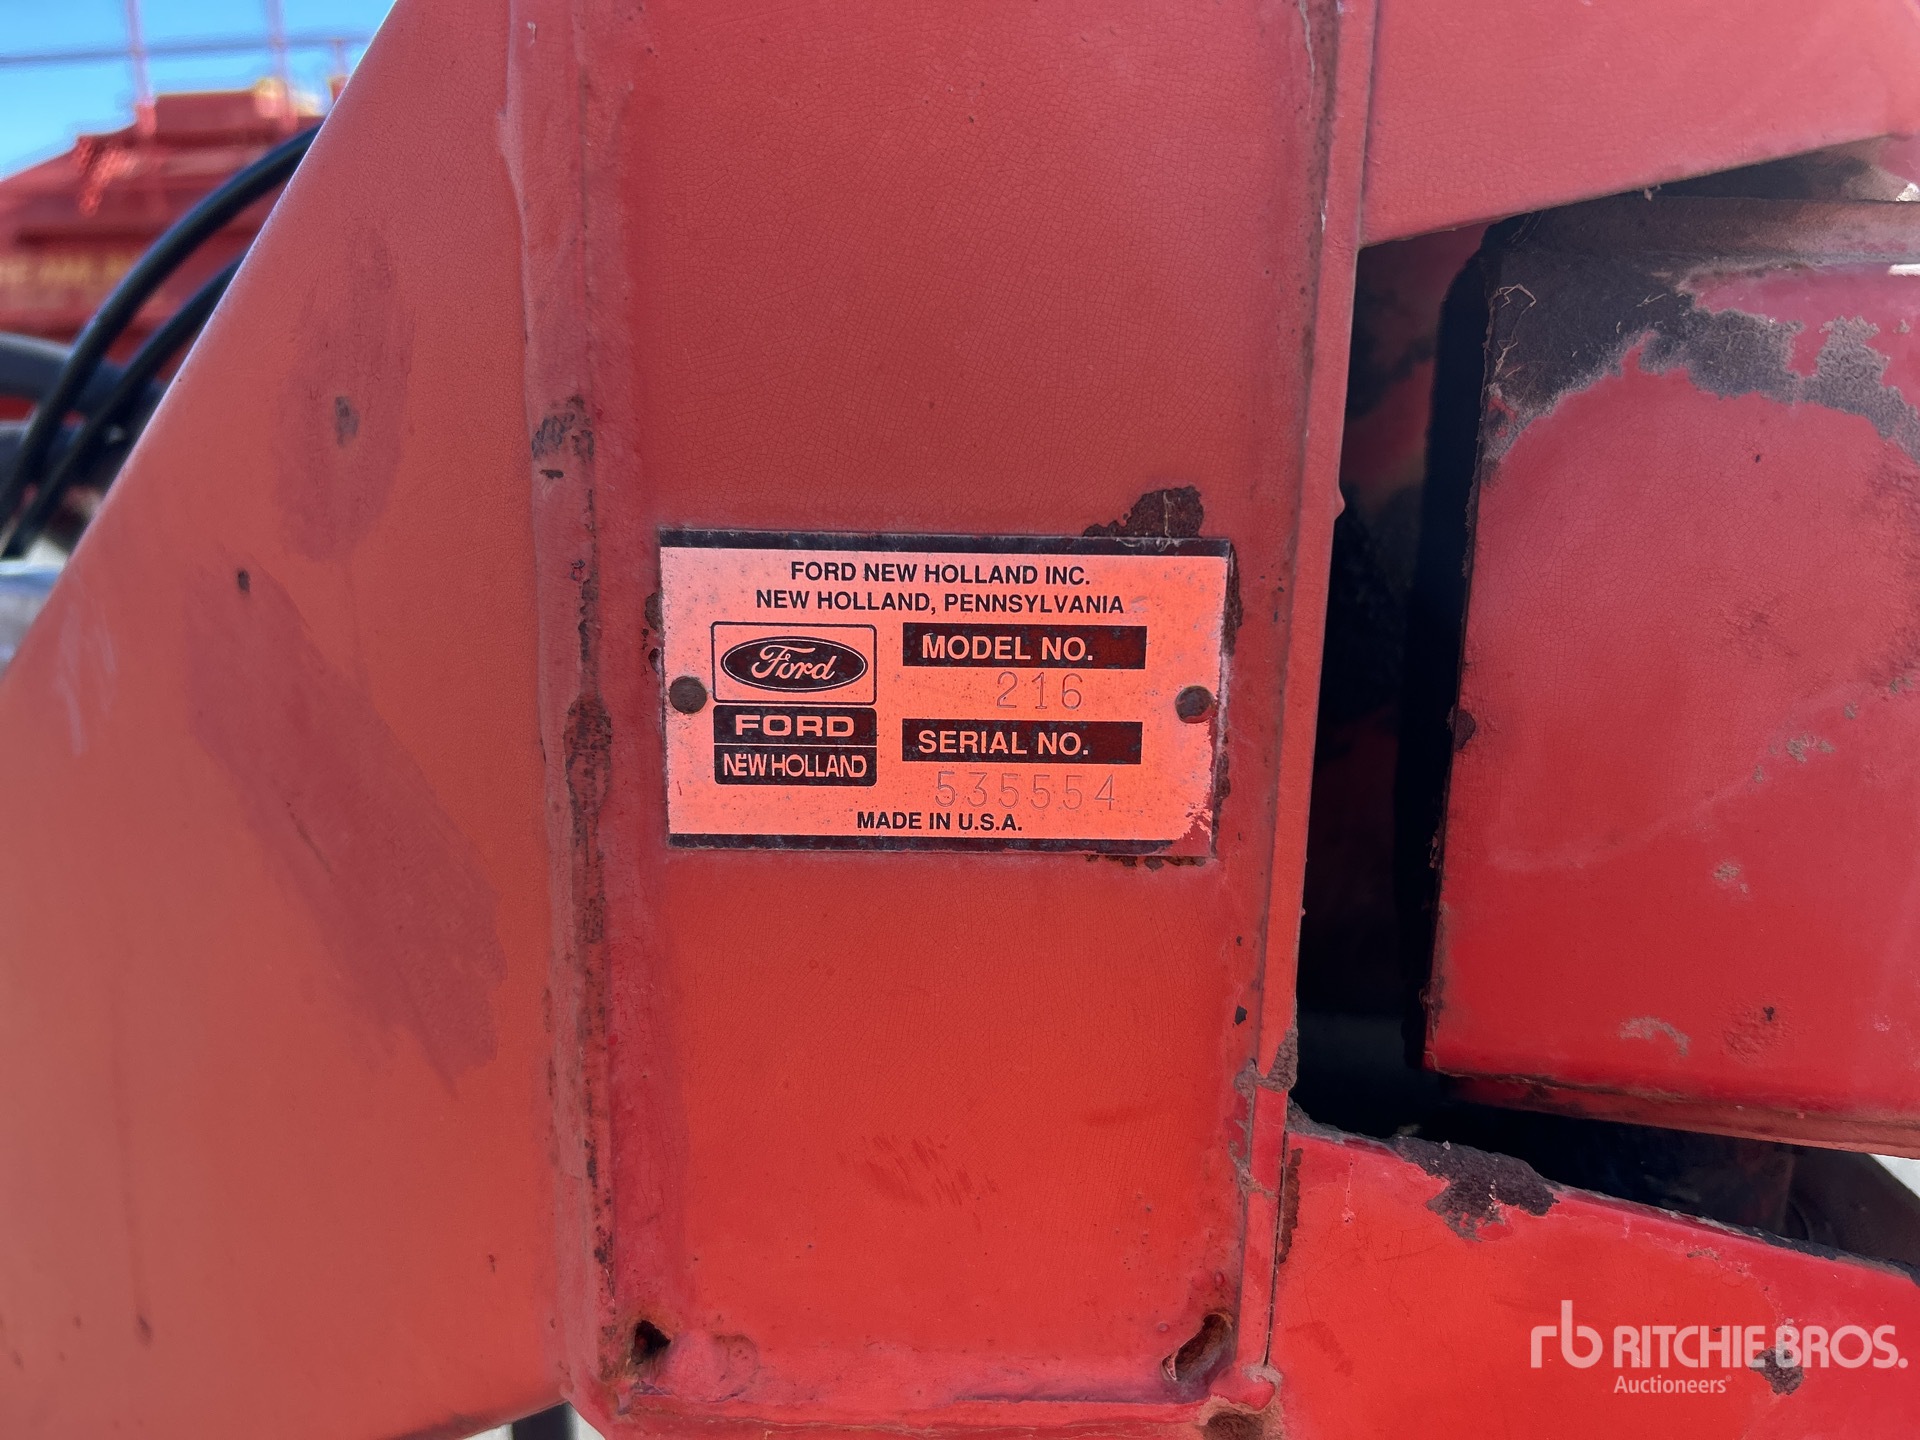 FORD NEW HOLLAND INC.
NEW HOLLAND, PENNSYLVANIA
Ford
FORD
NEW HOLLAND
MODEL NO.
216
SERIAL NO.
535554
MADE IN U.S.A.
rb RITCHIE BROS.
Auctioneers